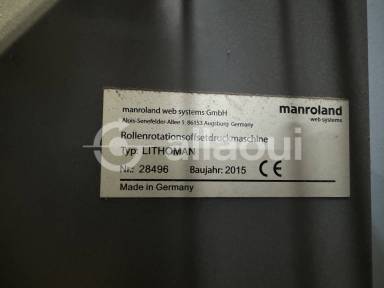 manroland web systems GmbH
Alois-Senefelder-Allee 1 86153 Augsburg Germany
manroland
web systems
Rollenrotationsoffsetdruckmaschine
Typ: LITHOMAN
Nr.: 28496 Baujahr: 2015 CE
Made in Germany
allaoui